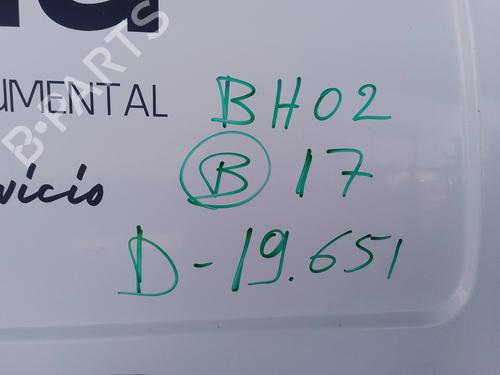 UMENTAL
vicio
BH02
B 17
D-19.651
B-PARTS